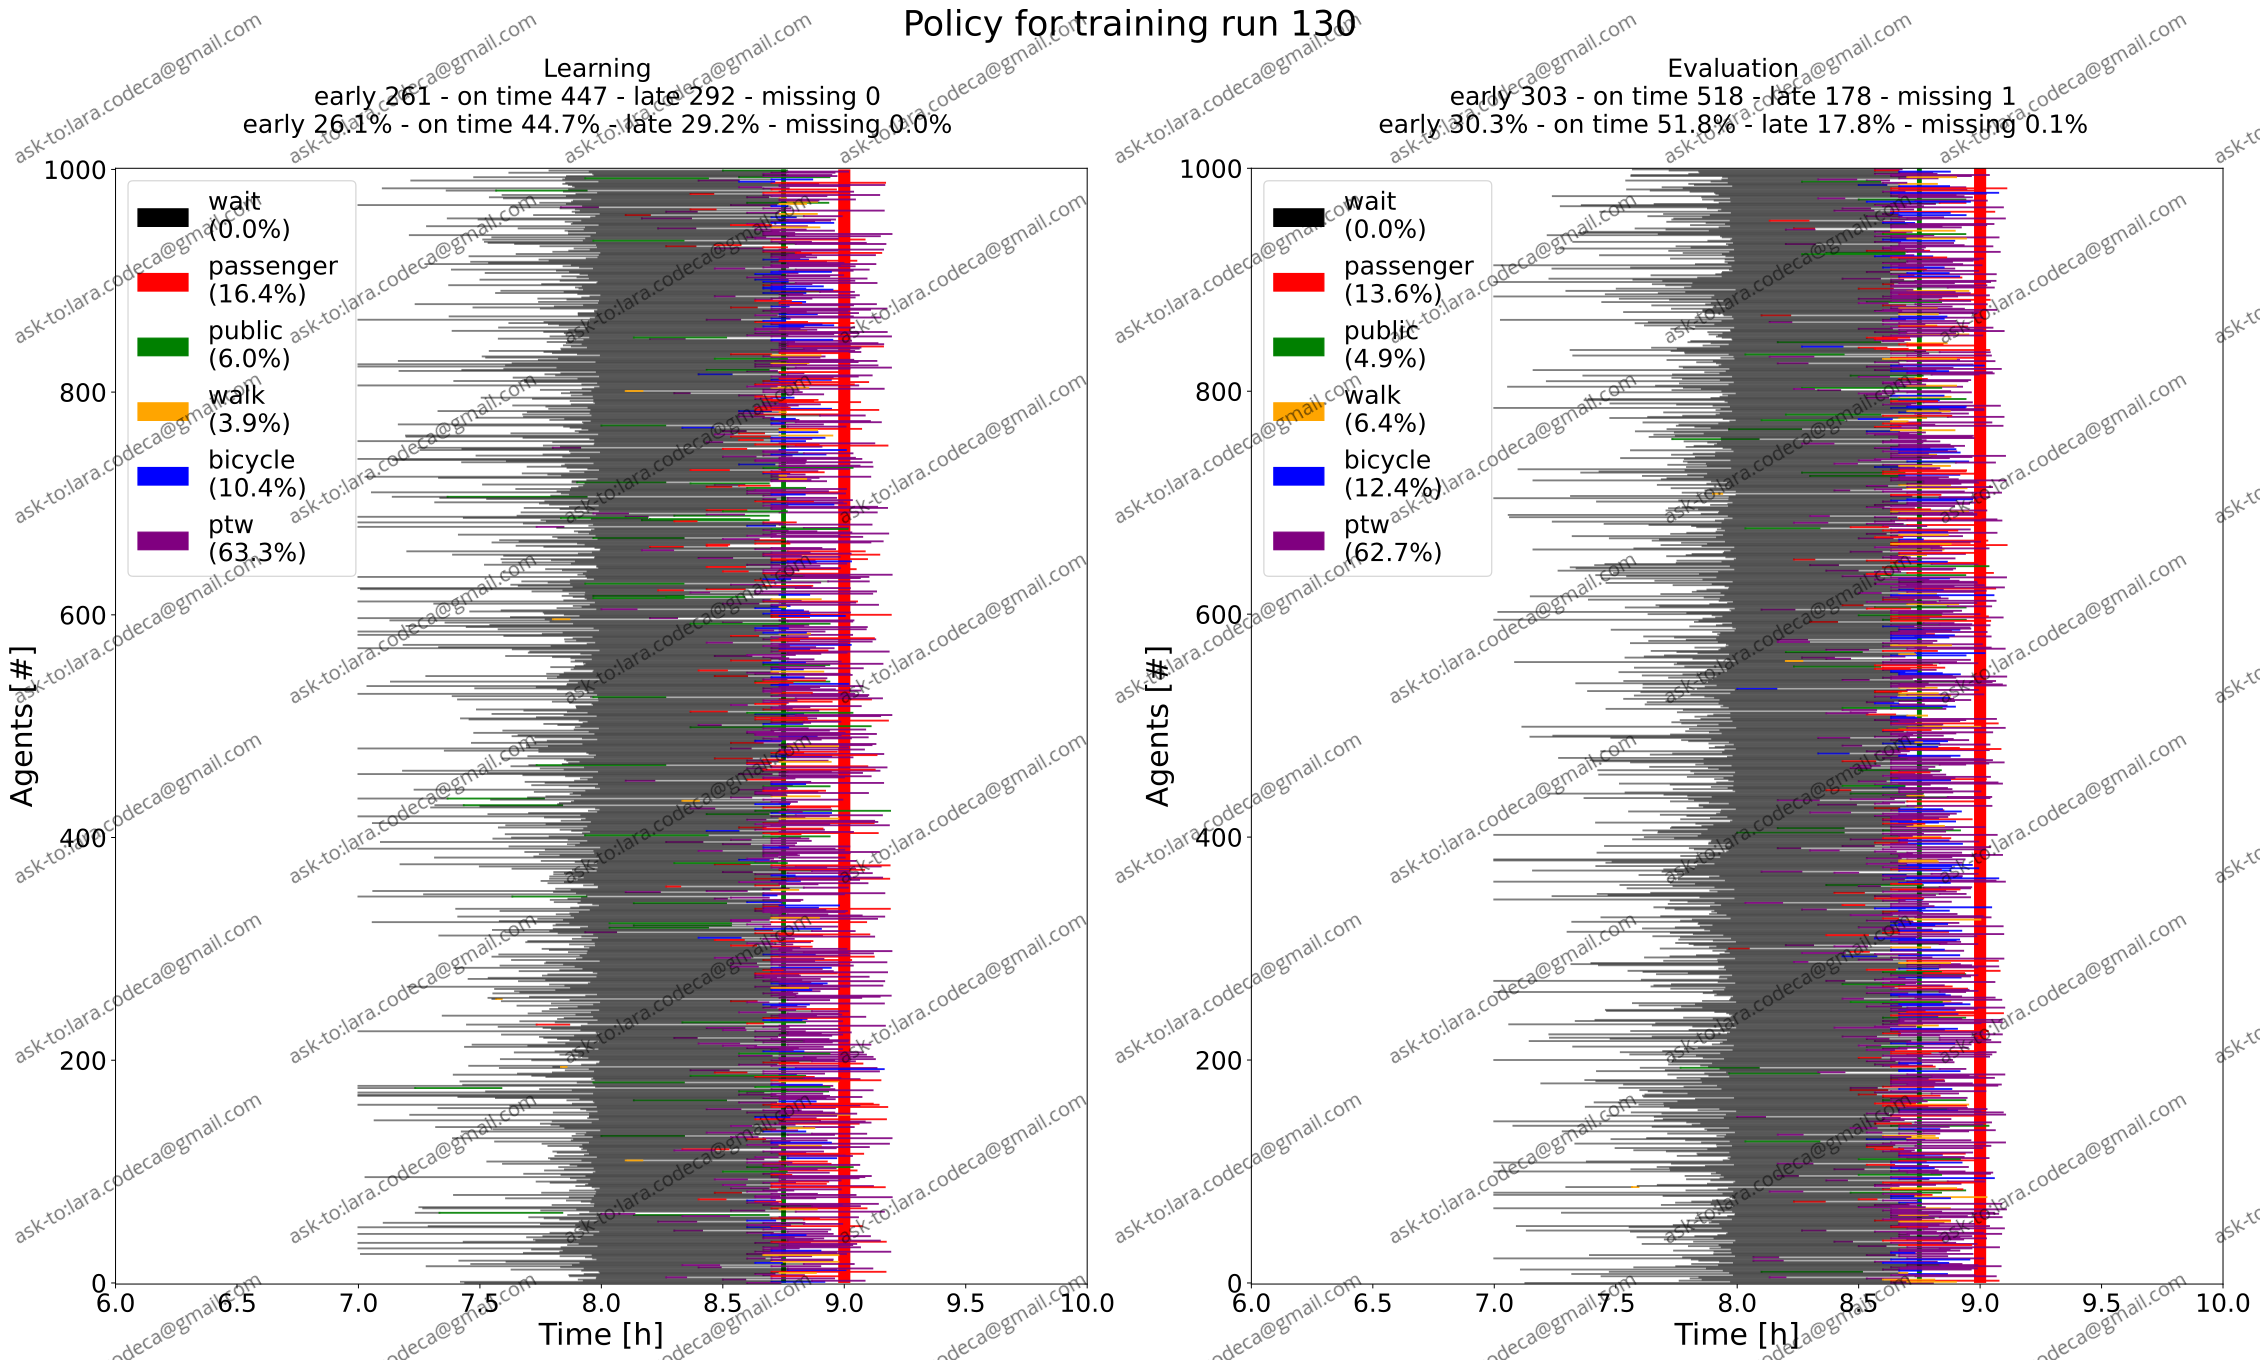 Policy for training run 130
Learning
early 261 - on time 447 - late 292 - missing 0
early 26.1% - on time 44.7% - late 29.2% - missing 0.0%
1000
800
600
400
200
0
Agents [#]
wait
(0.0%)
passenger
(16.4%)
public
(6.0%)
walk
(3.9%)
bicycle
(10.4%)
ptw
(63.3%)
6.0 6.5 7.0 7.5 8.0 8.5 9.0 9.5 10.0
Time [h]
Evaluation
early 303 - on time 518 - late 178 - missing 1
early 30.3% - on time 51.8% - late 17.8% - missing 0.1%
1000
800
600
400
200
0
Agents [#]
wait
(0.0%)
passenger
(13.6%)
public
(4.9%)
walk
(6.4%)
bicycle
(12.4%)
ptw
(62.7%)
6.0 6.5 7.0 7.5 8.0 8.5 9.0 9.5 10.0
Time [h]
ask-to:lara.codeca@gmail.com